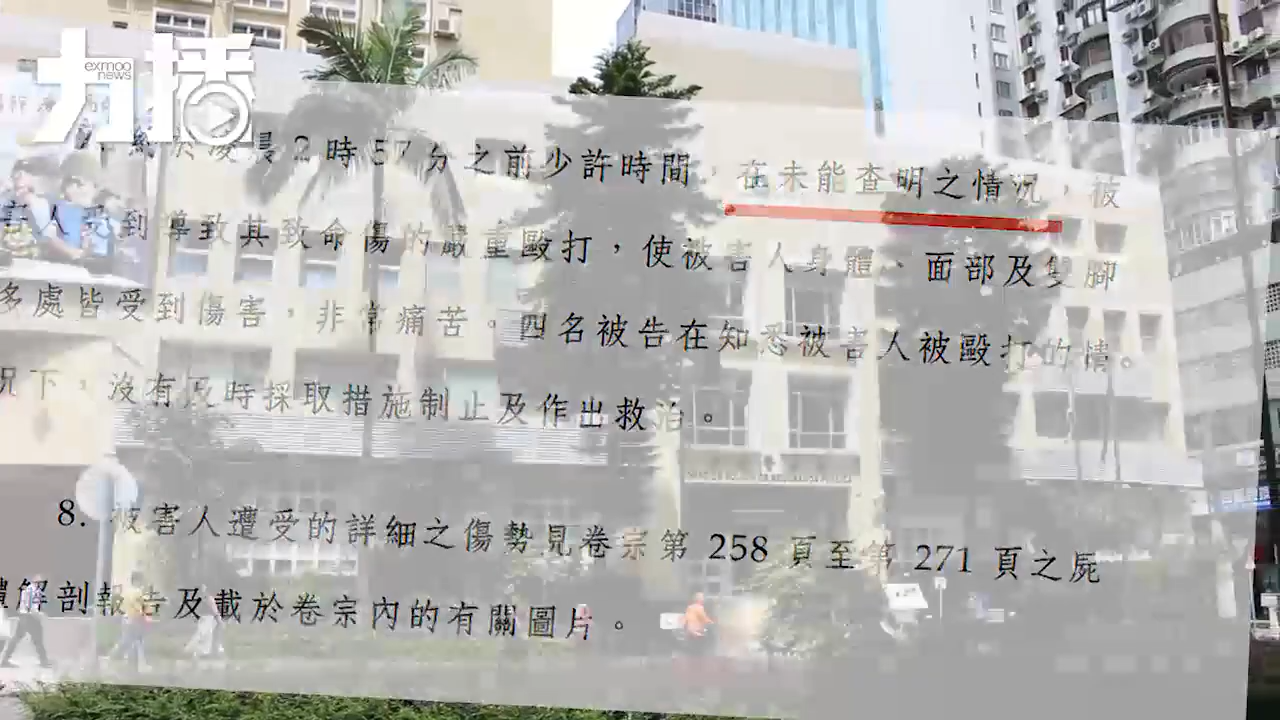 力播
exmoo
news
約於凌晨2時57分之前少許時間，在未能查明之情況，被
害人受到導致其致命傷的嚴重毆打，使被害人身體、面部及雙腳
多處皆受到傷害，非常痛苦。四名被告在知悉被害人被毆打的情。
況下，沒有及時採取措施制止及作出救治。
8. 被害人遭受的詳細之傷勢見卷宗第 258 頁至第 271 頁之屍
體解剖報告及載於卷宗內的有關圖片。